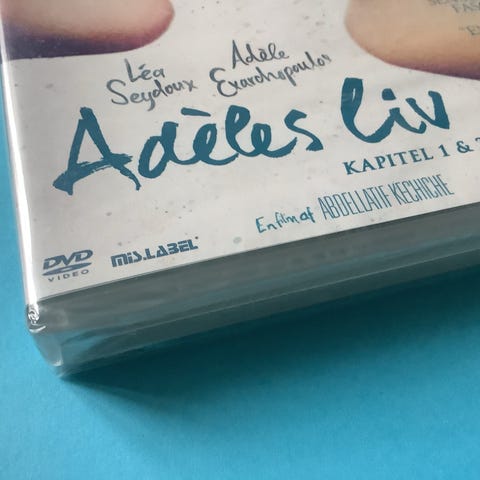 Léa Seydoux
Adèle Exarchopoulos
Adèles liv
KAPITEL 1 &
En film af ABDELLATIF KECHICHE
DVD VIDEO
MIS.LABEL